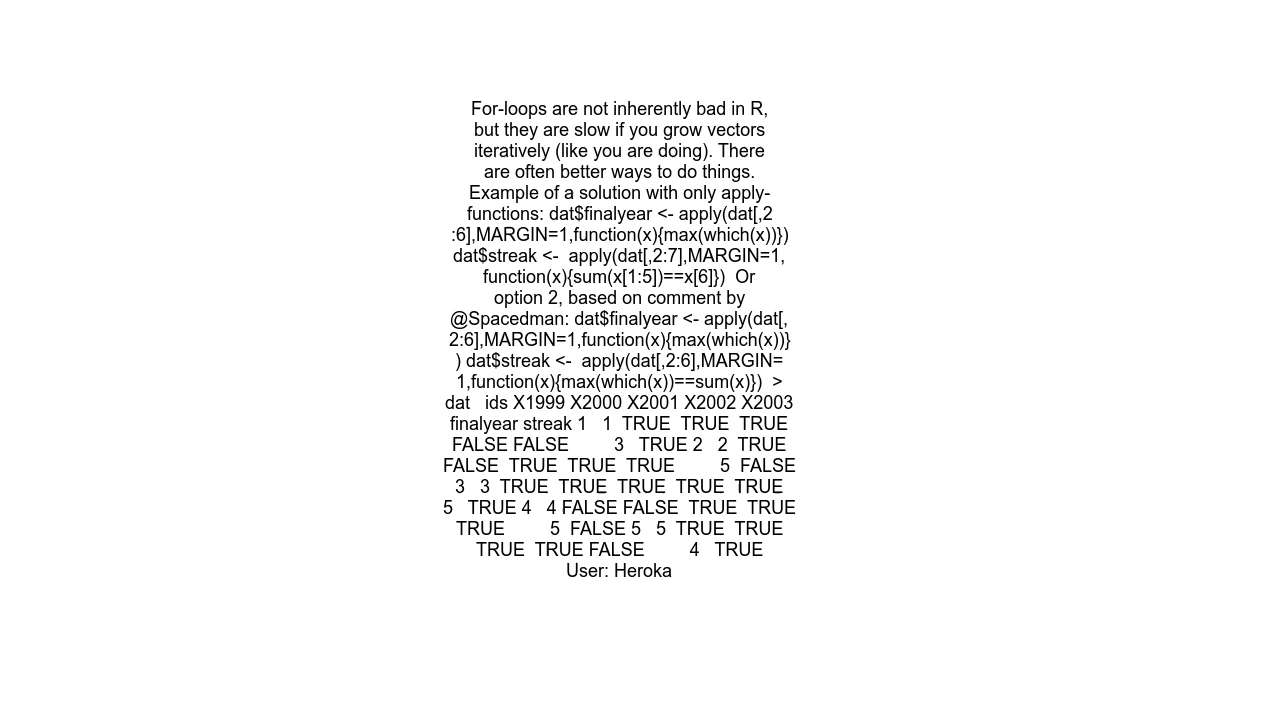 For-loops are not inherently bad in R,
but they are slow if you grow vectors
iteratively (like you are doing). There
are often better ways to do things.
Example of a solution with only apply-
functions: dat$finalyear <- apply(dat[,2
:6],MARGIN=1,function(x){max(which(x))})
dat$streak <-  apply(dat[,2:7],MARGIN=1,
function(x){sum(x[1:5])==x[6]})  Or
option 2, based on comment by
@Spacedman: dat$finalyear <- apply(dat[,
2:6],MARGIN=1,function(x){max(which(x))}
) dat$streak <-  apply(dat[,2:6],MARGIN=
1,function(x){max(which(x))==sum(x)})  >
dat   ids X1999 X2000 X2001 X2002 X2003
finalyear streak 1   1  TRUE  TRUE  TRUE
FALSE FALSE         3   TRUE 2   2  TRUE
FALSE  TRUE  TRUE  TRUE         5  FALSE
3   3  TRUE  TRUE  TRUE  TRUE  TRUE
5   TRUE 4   4 FALSE FALSE  TRUE  TRUE
TRUE         5  FALSE 5   5  TRUE  TRUE
TRUE  TRUE FALSE         4   TRUE
User: Heroka